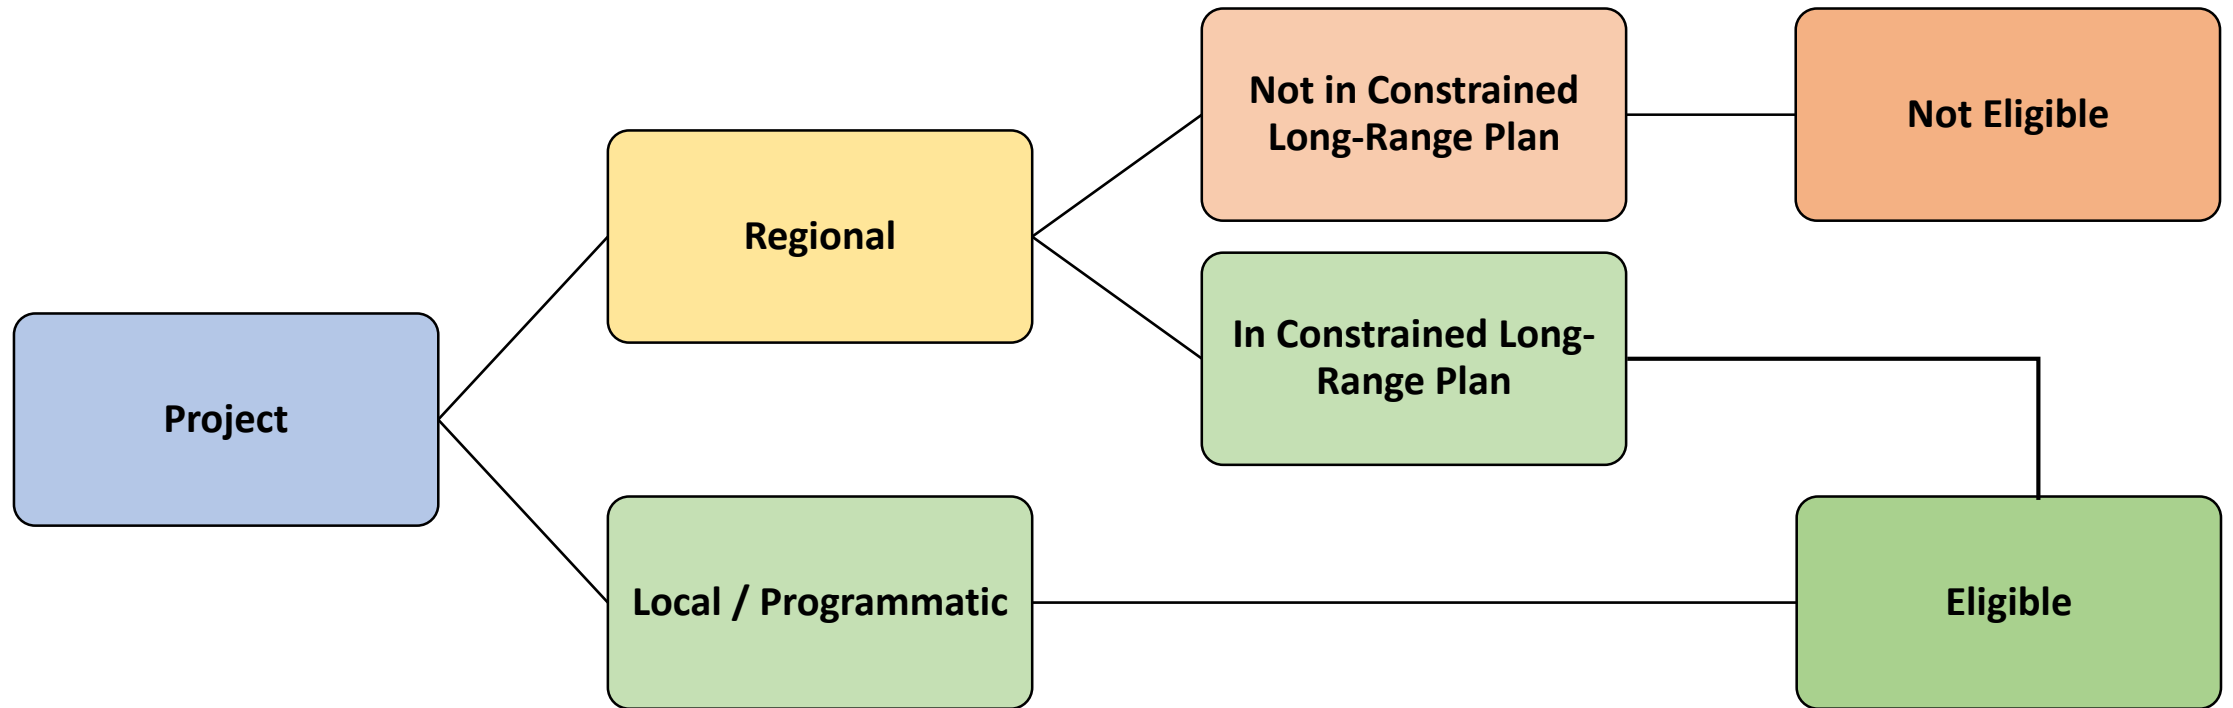 Not in Constrained
Long-Range Plan
Not Eligible
Regional
In Constrained Long-
Range Plan
Project
Local / Programmatic
Eligible